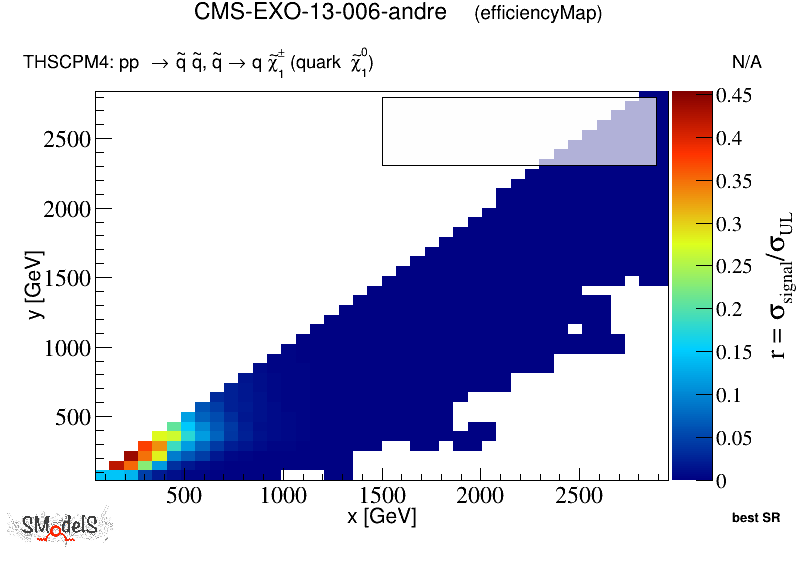 CMS-EXO-13-006-andre (efficiencyMap)
THSCPM4: pp → q̃ q̃, q̃ → q χ̃₁± (quark χ̃₁⁰)
N/A
0.45
0.4
0.35
0.3
0.25
0.2
0.15
0.1
0.05
0
r = σsignal/σUL
2500
2000
1500
1000
500
y [GeV]
500 1000 1500 2000 2500
x [GeV]
SModelS
best SR